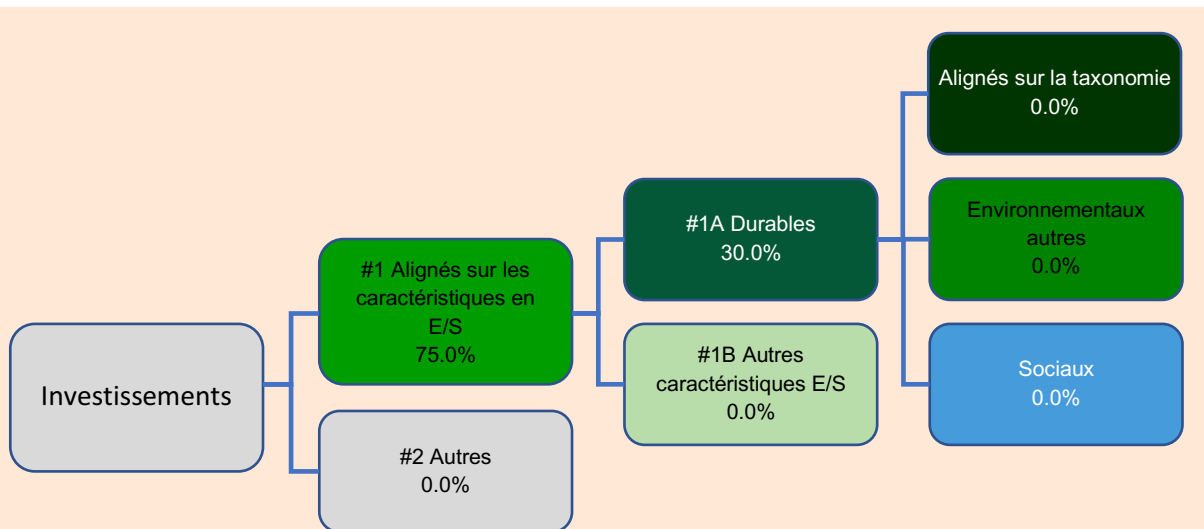 Investissements
#1 Alignés sur les
caractéristiques en
E/S
75.0%
#2 Autres
0.0%
#1A Durables
30.0%
#1B Autres
caractéristiques E/S
0.0%
Alignés sur la taxonomie
0.0%
Environnementaux
autres
0.0%
Sociaux
0.0%